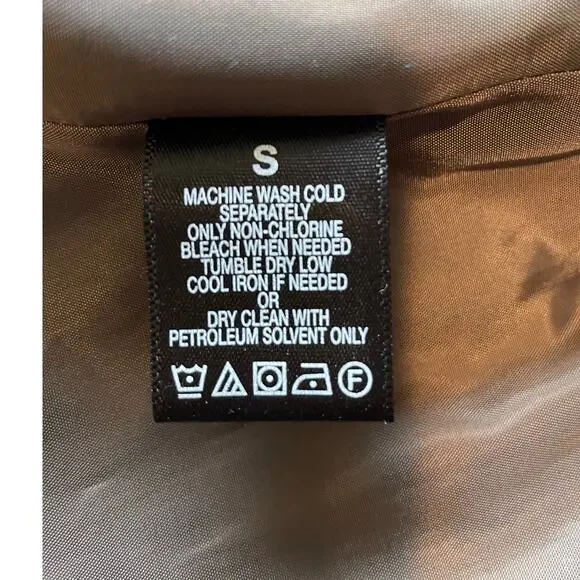 S
MACHINE WASH COLD
SEPARATELY
ONLY NON-CHLORINE
BLEACH WHEN NEEDED
TUMBLE DRY LOW
COOL IRON IF NEEDED
OR
DRY CLEAN WITH
PETROLEUM SOLVENT ONLY
F